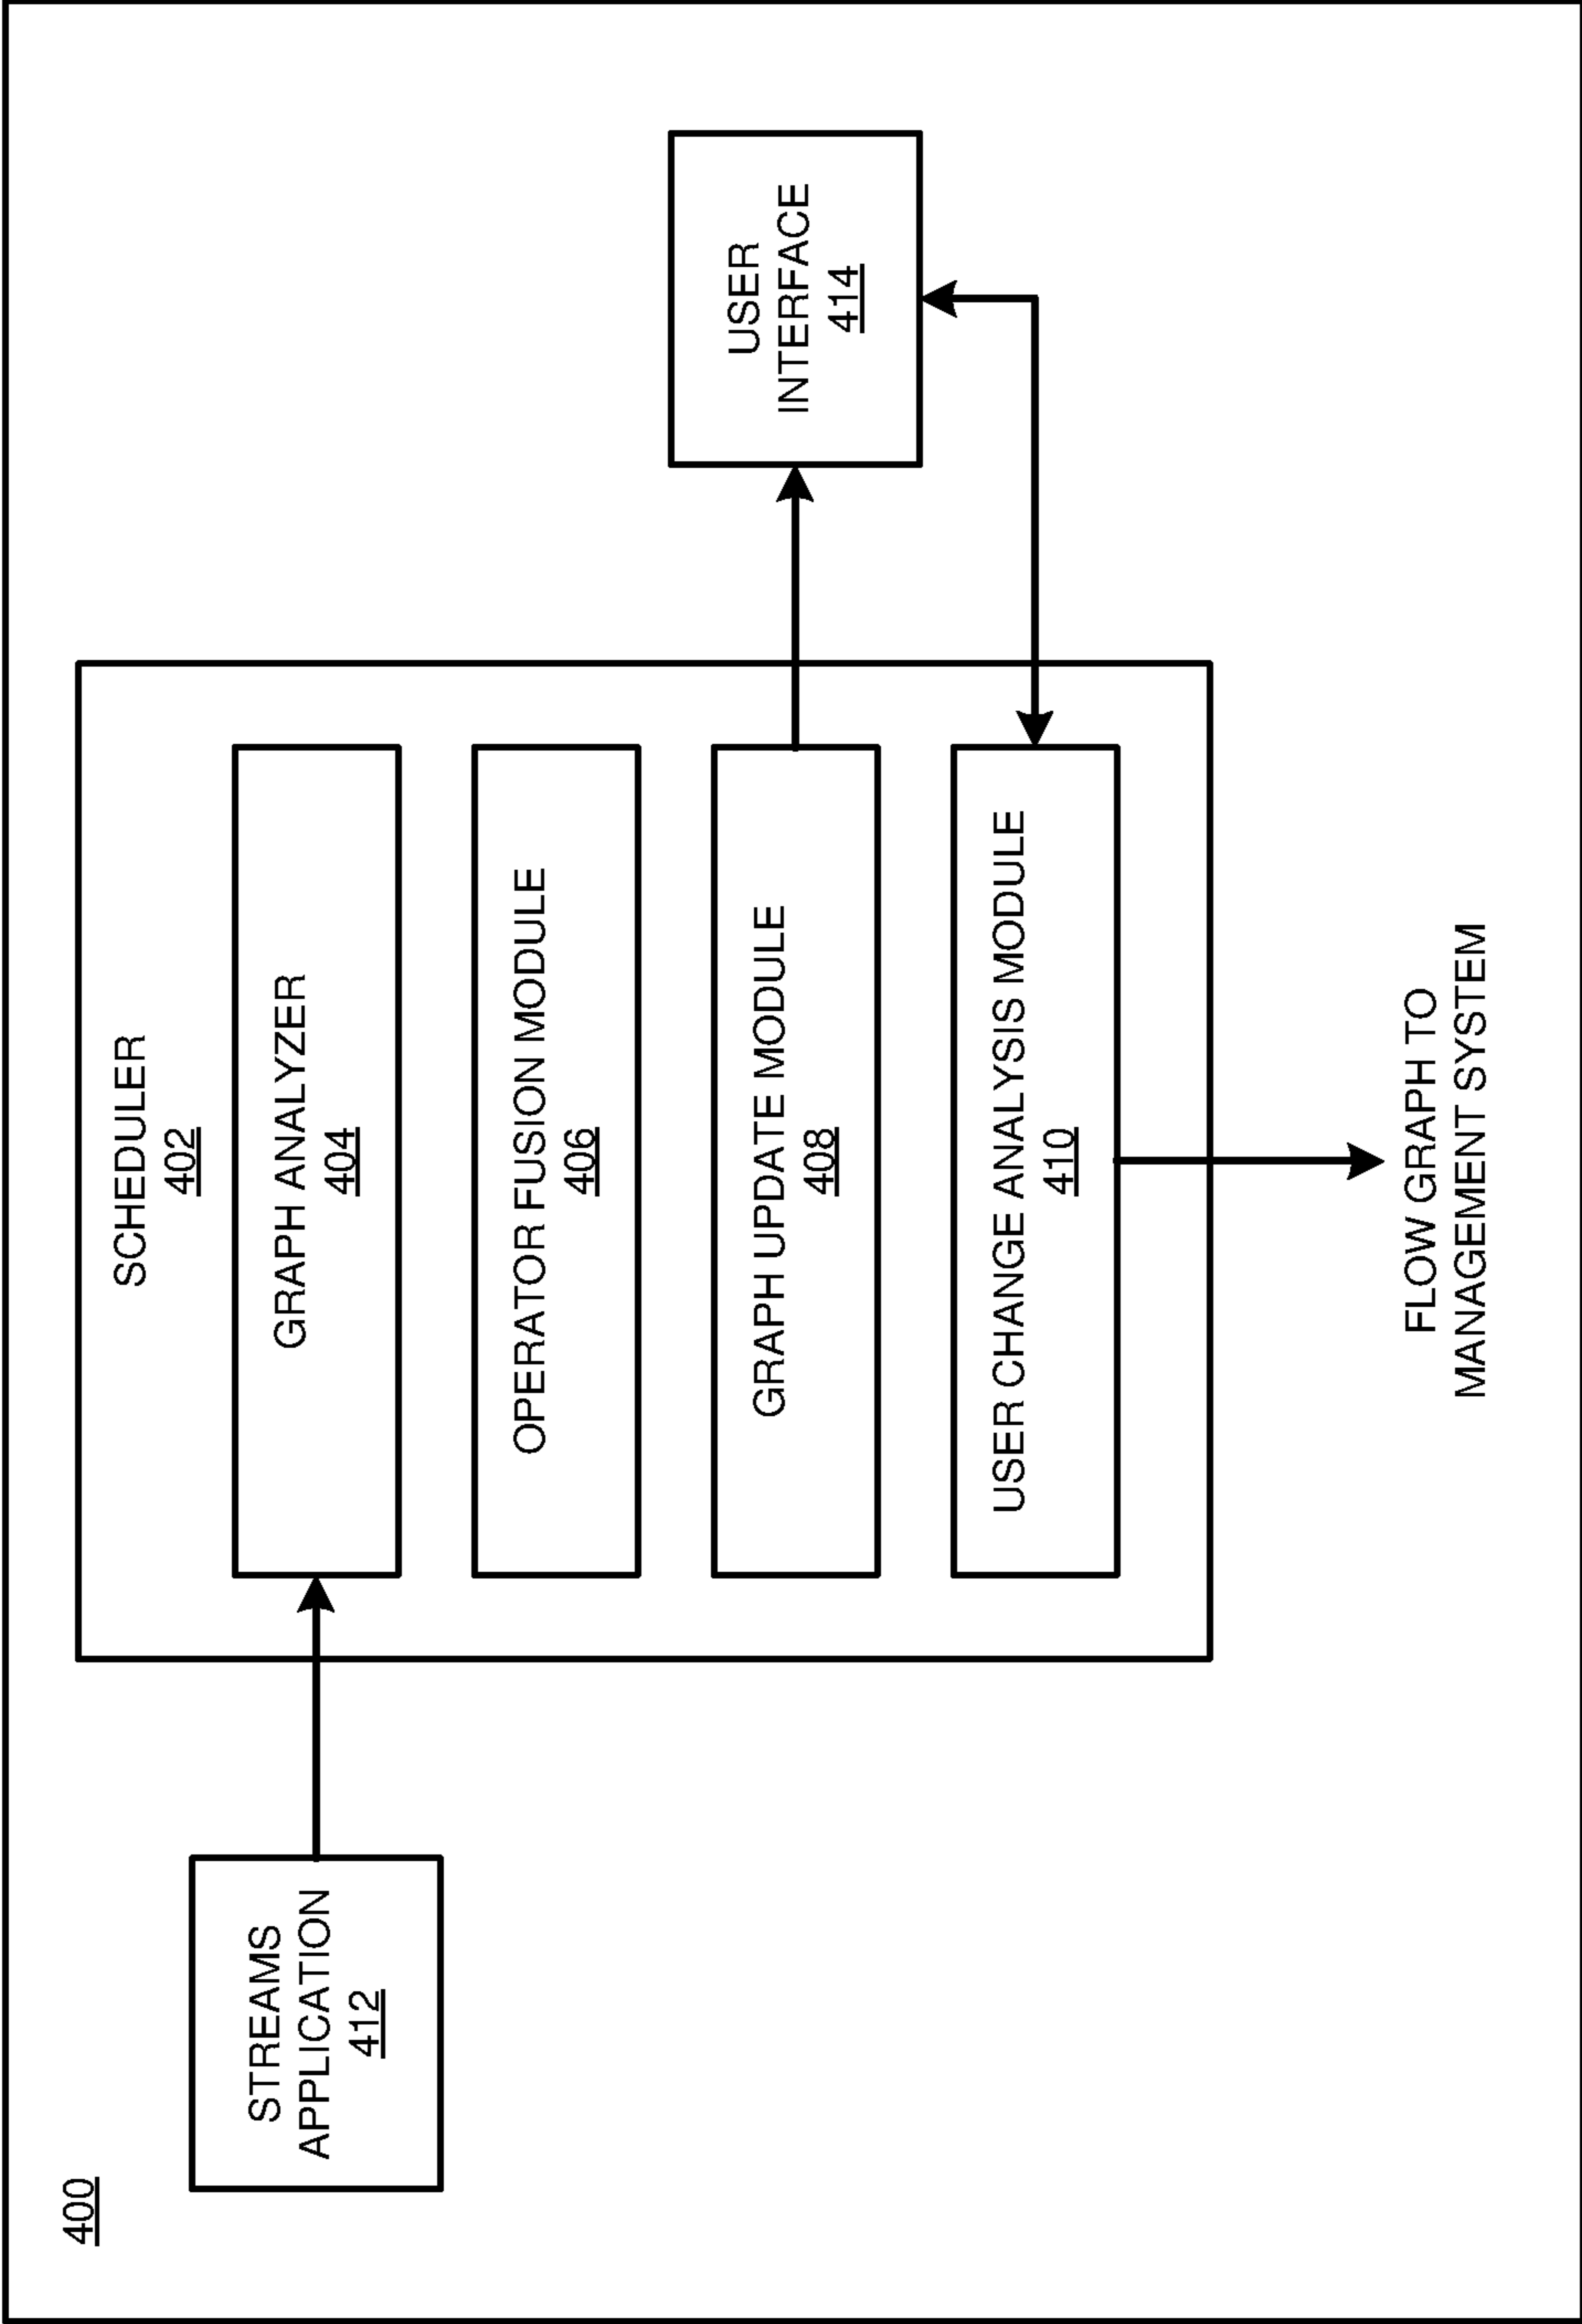 400
STREAMS
APPLICATION
412
SCHEDULER
402
GRAPH ANALYZER
404
OPERATOR FUSION MODULE
406
GRAPH UPDATE MODULE
408
USER CHANGE ANALYSIS MODULE
410
USER
INTERFACE
414
FLOW GRAPH TO
MANAGEMENT SYSTEM